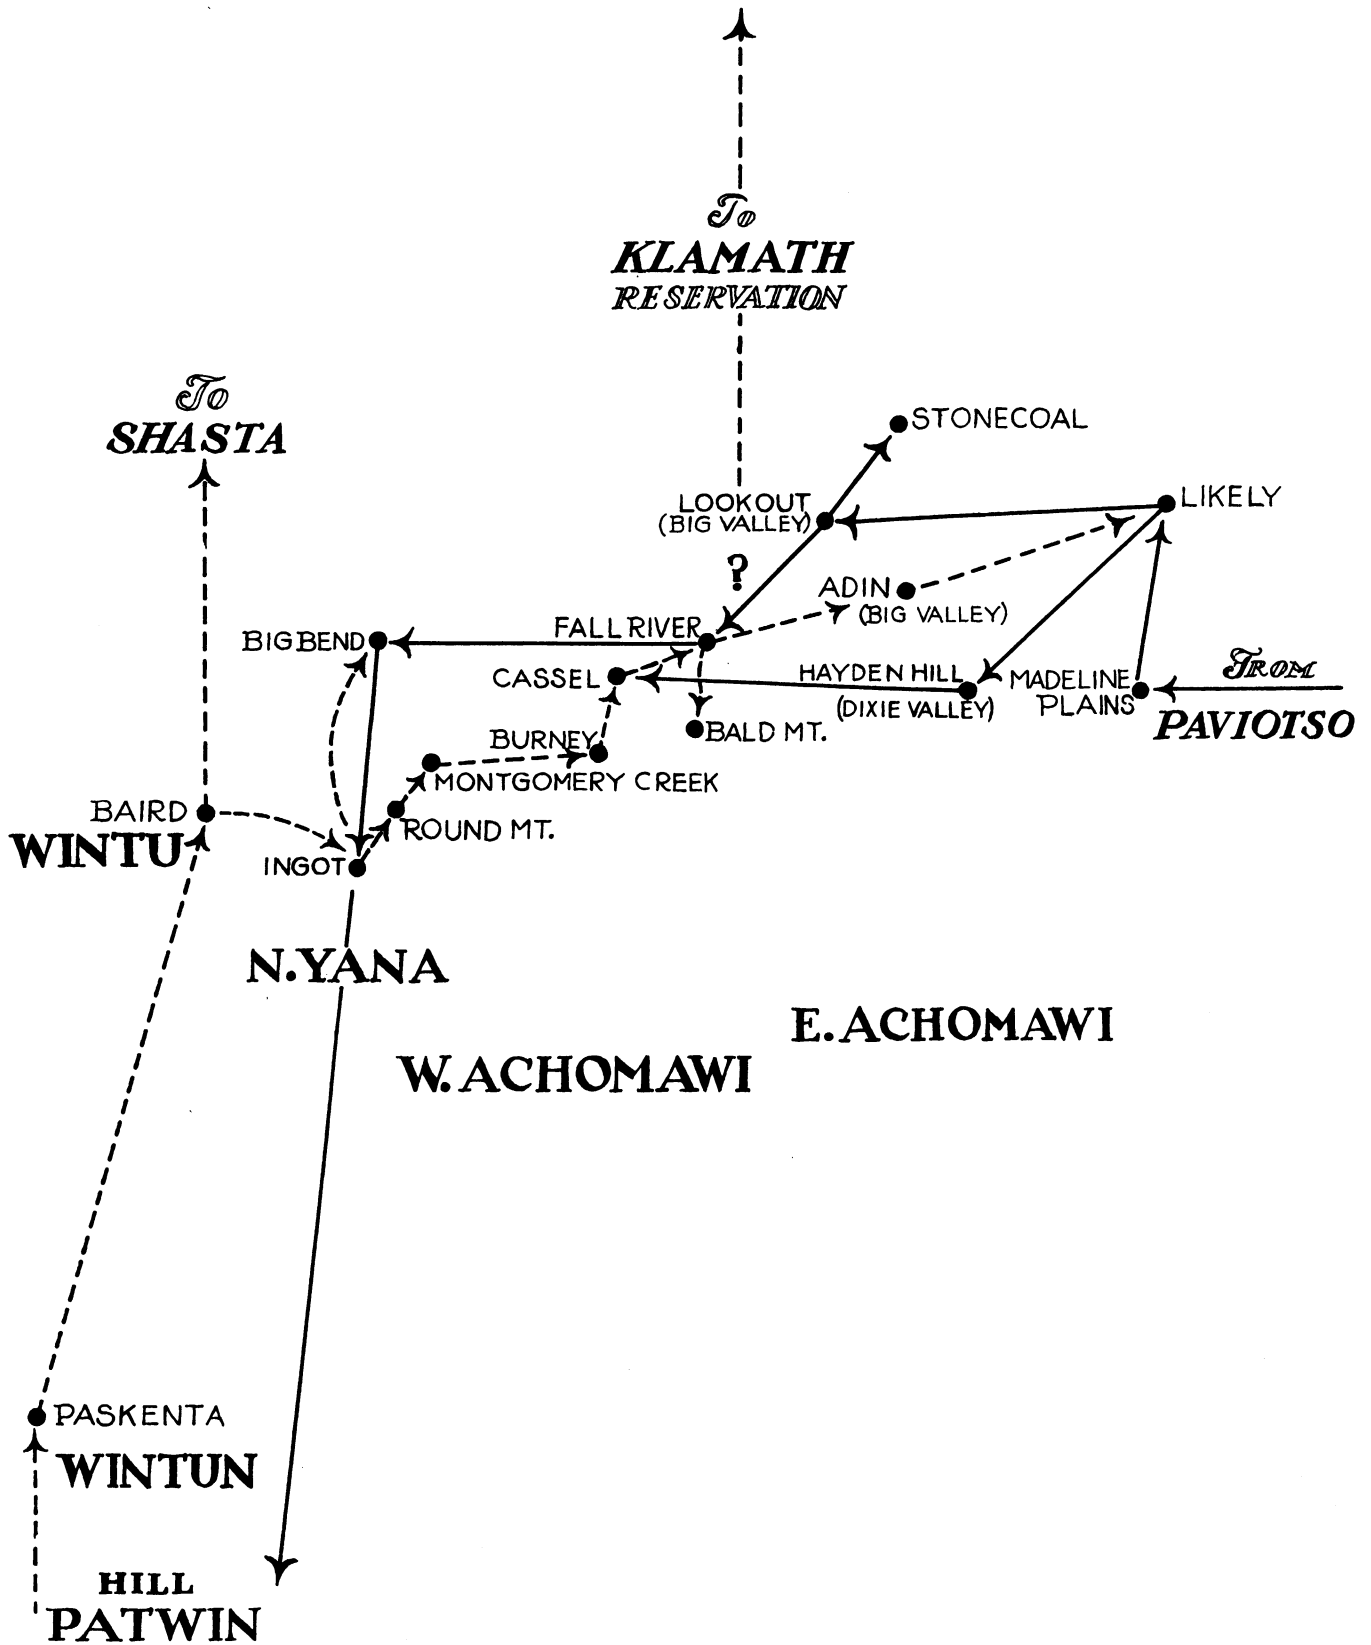 To
KLAMATH
RESERVATION
To
SHASTA
STONECOAL
LIKELY
LOOKOUT
(BIG VALLEY)
?
ADIN
(BIG VALLEY)
FALL RIVER
BIG BEND
CASSEL
HAYDEN HILL
(DIXIE VALLEY)
MADELINE
PLAINS
FROM
PAVIOTSO
BALD MT.
BURNEY
MONTGOMERY CREEK
BAIRD
WINTU
ROUND MT.
INGOT
N. YANA
E. ACHOMAWI
W. ACHOMAWI
PASKENTA
WINTUN
HILL
PATWIN